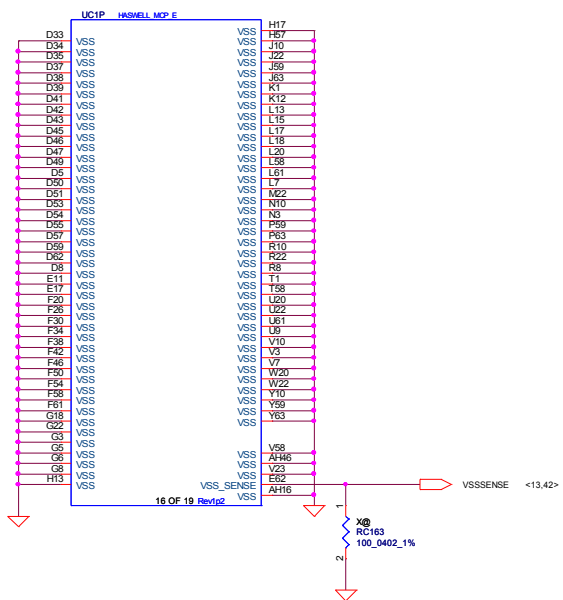 UC1P HASWELL_MCP_E
D33 VSS VSS H17
D34 VSS VSS H57
D35 VSS VSS J10
D37 VSS VSS J22
D38 VSS VSS J59
D39 VSS VSS J63
D41 VSS VSS K1
D42 VSS VSS K12
D43 VSS VSS L13
D45 VSS VSS L15
D46 VSS VSS L17
D47 VSS VSS L18
D49 VSS VSS L20
D5 VSS VSS L58
D50 VSS VSS L61
D51 VSS VSS L7
D53 VSS VSS M22
D54 VSS VSS N10
D55 VSS VSS N3
D57 VSS VSS P59
D59 VSS VSS P63
D62 VSS VSS R10
D8 VSS VSS R22
E11 VSS VSS R8
E17 VSS VSS T1
F20 VSS VSS T58
F26 VSS VSS U20
F30 VSS VSS U22
F34 VSS VSS U61
F38 VSS VSS U9
F42 VSS VSS V10
F46 VSS VSS V3
F50 VSS VSS V7
F54 VSS VSS W20
F58 VSS VSS W22
F61 VSS VSS Y10
G18 VSS VSS Y59
G22 VSS VSS Y63
G3 VSS
G5 VSS VSS V58
G6 VSS VSS AH46
G8 VSS VSS V23
H13 VSS VSS_SENSE E62
VSS AH16
VSSSENSE <13,42>
16 OF 19 Rev1p2
1
X@
RC163
100_0402_1%
2